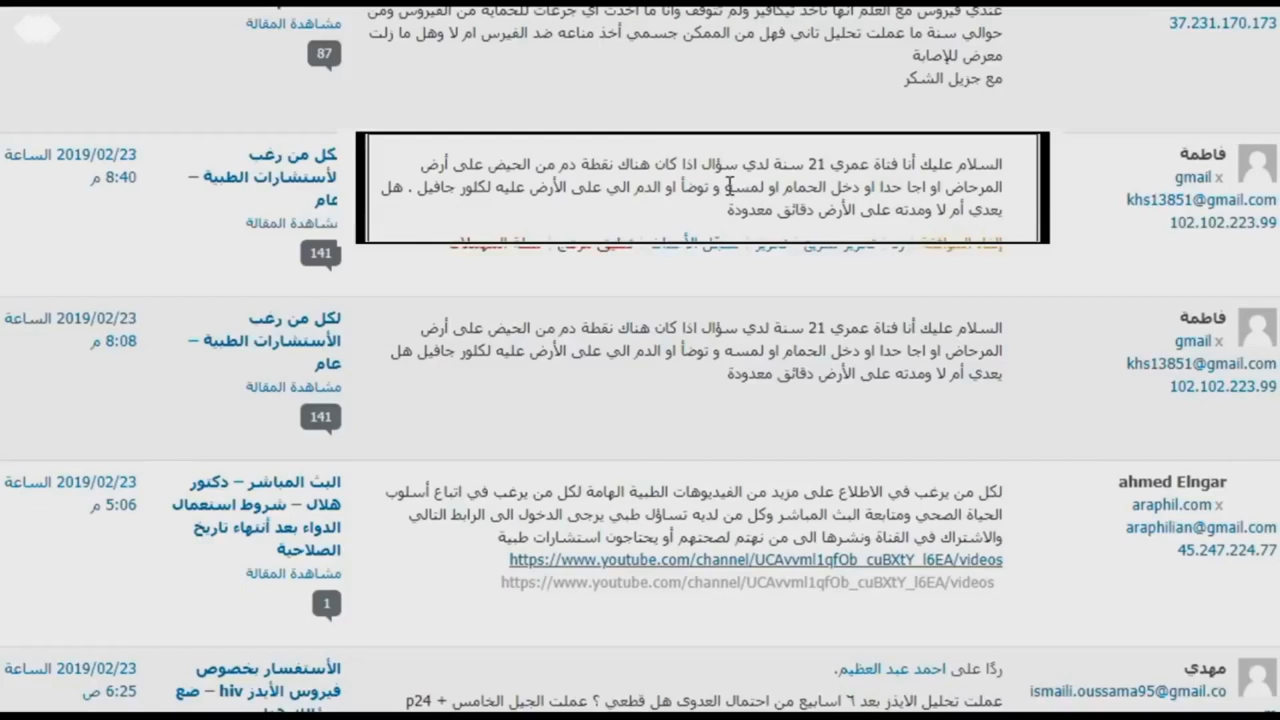 عندي فيروس مع العلم انها تأخذ تيكافير ولم تتوقف وانا ما اخذت اي جرعات للحماية من الفيروس ومن
حوالي سنة ما عملت تحليل تاني فهل من الممكن جسمي أخذ مناعه ضد الفيرس ام لا وهل ما زلت
معرض للإصابة
مع جزيل الشكر
37.231.170.173
مشاهدة المقالة
87
فاطمة
gmail x
khs13851@gmail.com
102.102.223.99
السلام عليك أنا فتاة عمري 21 سنة لدي سؤال اذا كان هناك نقطة دم من الحيض على أرض
المرحاض او اجا حدا او دخل الحمام او لمسه و توضأ او الدم الي على الأرض عليه لكلور جافيل . هل
يعدي أم لا ومدته على الأرض دقائق معدودة
لكل من رغب
لأستشارات الطبية –
عام
مشاهدة المقالة
141
2019/02/23 الساعة
8:40 م
فاطمة
gmail x
khs13851@gmail.com
102.102.223.99
السلام عليك أنا فتاة عمري 21 سنة لدي سؤال اذا كان هناك نقطة دم من الحيض على أرض
المرحاض او اجا حدا او دخل الحمام او لمسه و توضأ او الدم الي على الأرض عليه لكلور جافيل هل
يعدي أم لا ومدته على الأرض دقائق معدودة
لكل من رغب
الأستشارات الطبية –
عام
مشاهدة المقالة
141
2019/02/23 الساعة
8:08 م
ahmed Elngar
araphil.com x
araphilian@gmail.com
45.247.224.77
لكل من يرغب في الاطلاع على مزيد من الفيديوهات الطبية الهامة لكل من يرغب في اتباع أسلوب
الحياة الصحي ومتابعة البث المباشر وكل من لديه تساؤل طبي يرجى الدخول الى الرابط التالي
والاشتراك في القناة ونشرها الى من نهتم لصحتهم أو يحتاجون استشارات طبية
https://www.youtube.com/channel/UCAvvml1qfOb_cuBXtY_l6EA/videos
https://www.youtube.com/channel/UCAvvml1qfOb_cuBXtY_l6EA/videos
البث المباشر – دكتور
هلال – شروط استعمال
الدواء بعد أنتهاء تاريخ
الصلاحية
مشاهدة المقالة
1
2019/02/23 الساعة
5:06 م
مهدي
ismaili.oussama95@gmail.co
ردًا على احمد عبد العظيم.
عملت تحليل الايدز بعد ٦ اسابيع من احتمال العدوى هل قطعي ؟ عملت الجيل الخامس + p24
الأستفسار بخصوص
فيروس الأيدز hiv – ضع
2019/02/23 الساعة
6:25 ص